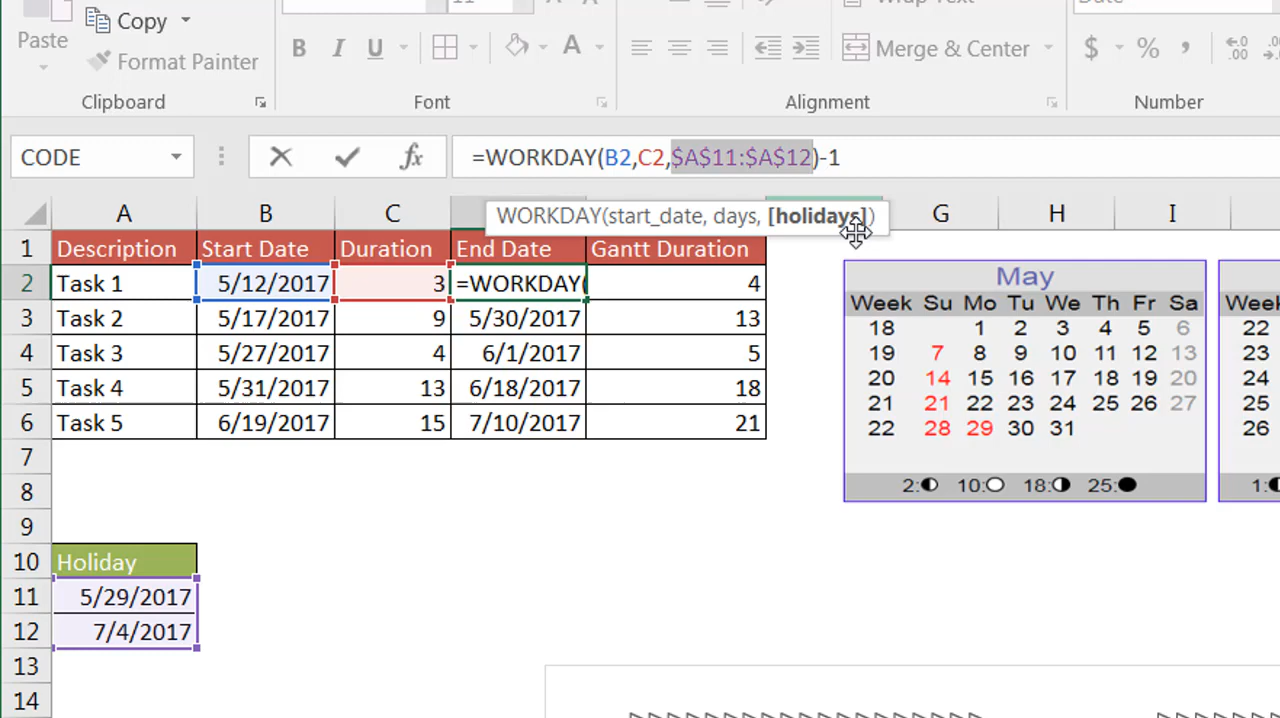 11
Wrap Text
Date
Copy
Paste
Format Painter
B I U A
Merge & Center
$ % ,
←.0 .00
Clipboard
Font
Alignment
Number
CODE
fx
=WORKDAY(B2,C2,$A$11:$A$12)-1
WORKDAY(start_date, days, [holidays])
A B C G H I
1 Description Start Date Duration End Date Gantt Duration
2 Task 1 5/12/2017 3 =WORKDAY( 4
3 Task 2 5/17/2017 9 5/30/2017 13
4 Task 3 5/27/2017 4 6/1/2017 5
5 Task 4 5/31/2017 13 6/18/2017 18
6 Task 5 6/19/2017 15 7/10/2017 21
7
8
9
10 Holiday
11 5/29/2017
12 7/4/2017
13
14
May
Week Su Mo Tu We Th Fr Sa
18 1 2 3 4 5 6
19 7 8 9 10 11 12 13
20 14 15 16 17 18 19 20
21 21 22 23 24 25 26 27
22 28 29 30 31
2: 10: 18: 25:
Week
22
23
24
25
26
1: